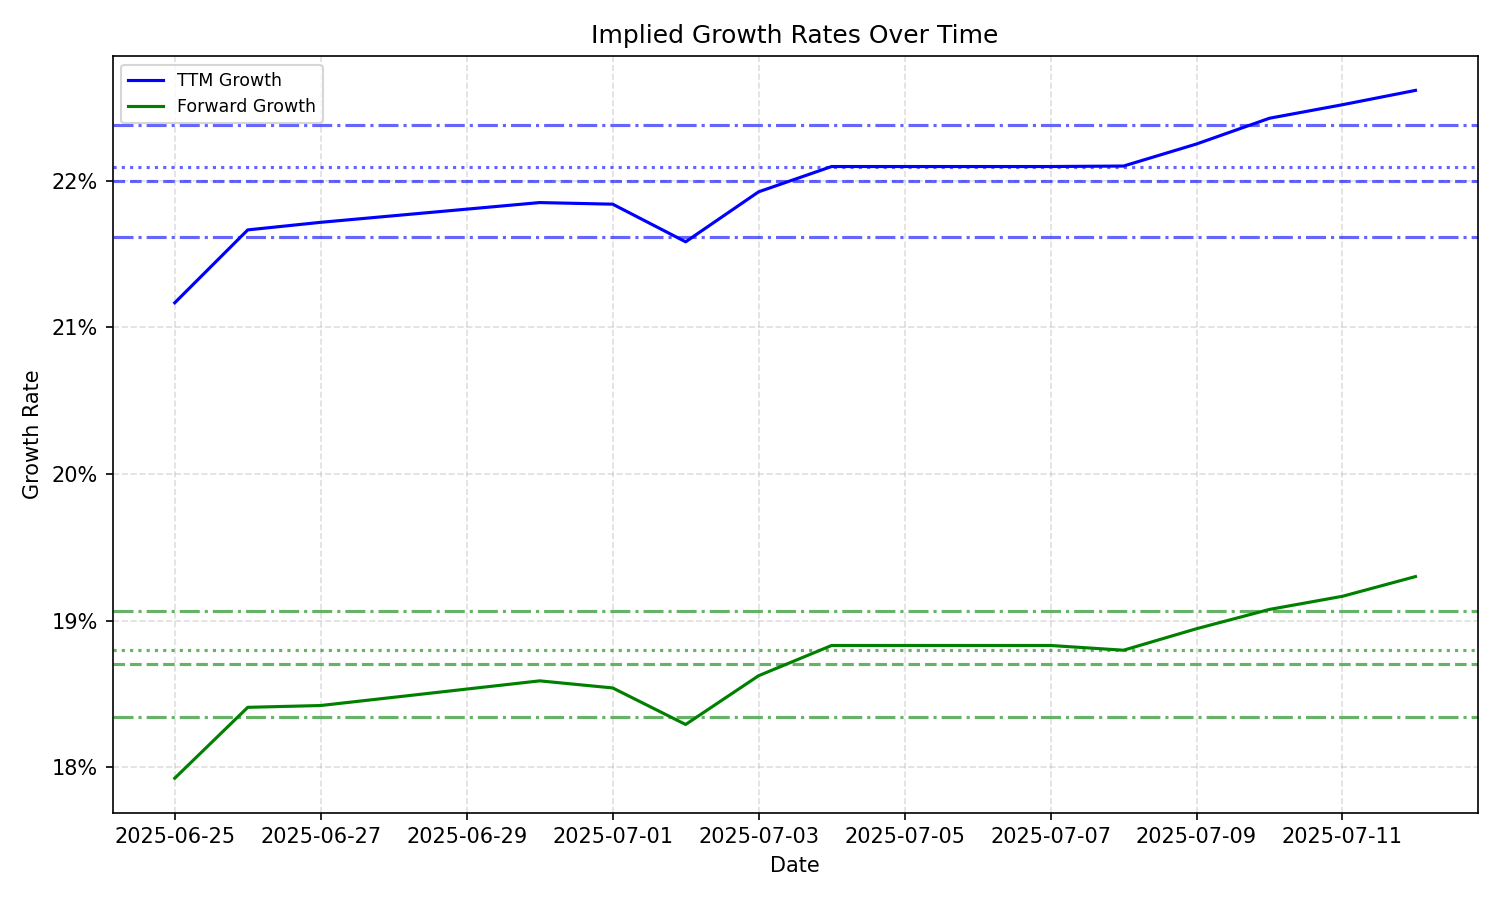 Implied Growth Rates Over Time
TTM Growth
Forward Growth
22%
21%
20%
19%
18%
Growth Rate
2025-06-25 2025-06-27 2025-06-29 2025-07-01 2025-07-03 2025-07-05 2025-07-07 2025-07-09 2025-07-11
Date